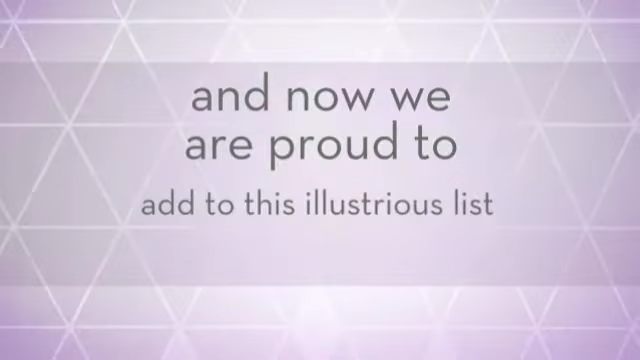 and now we
are proud to
add to this illustrious list